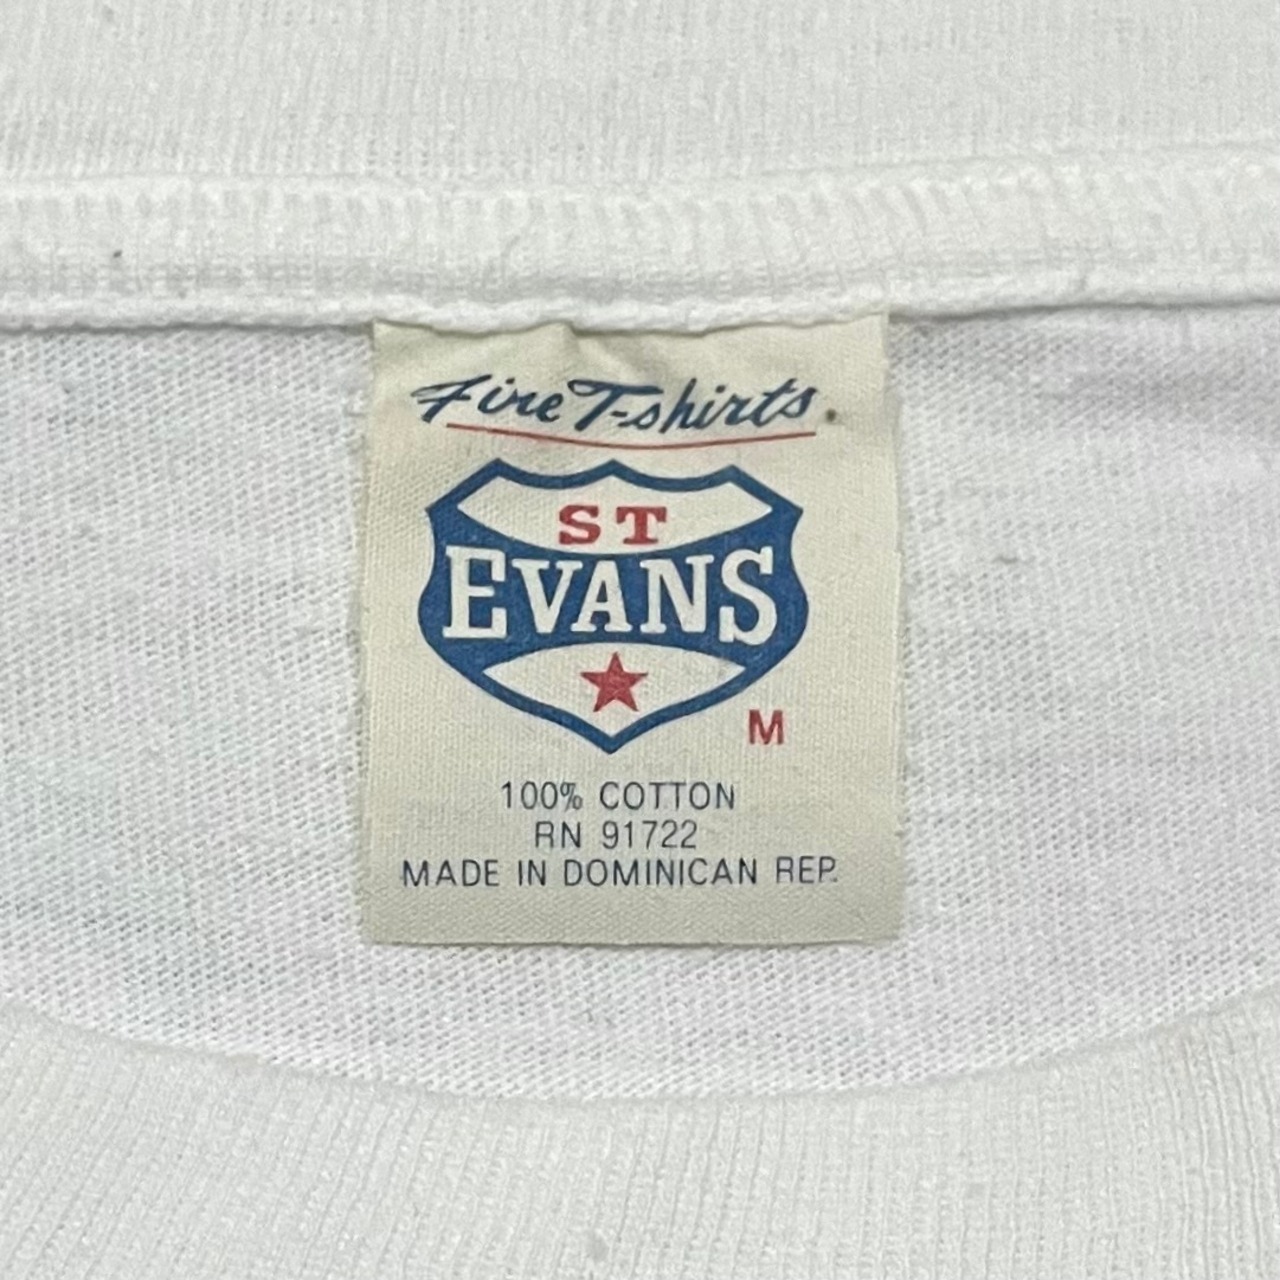 Fine T-shirts.
ST
EVANS
M
100% COTTON
RN 91722
MADE IN DOMINICAN REP.